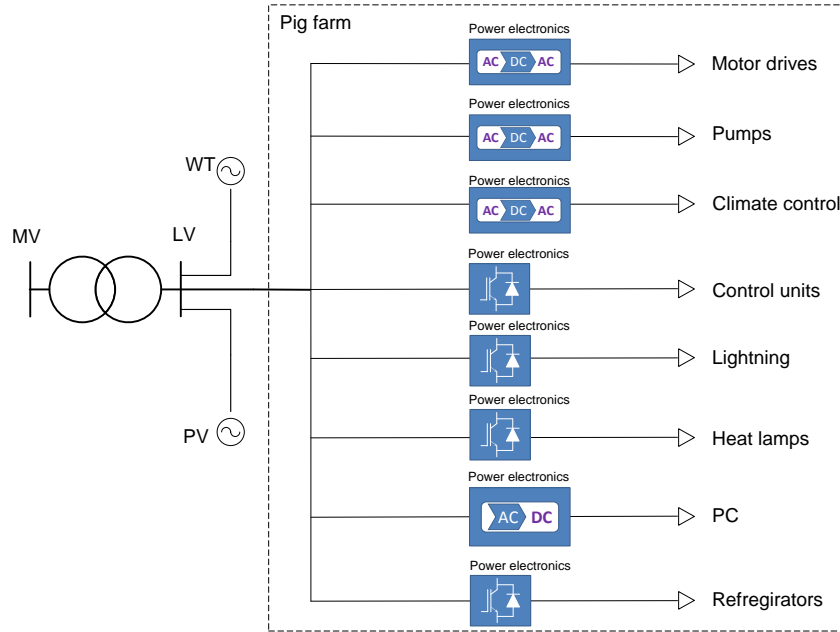 Pig farm
Power electronics
AC DC AC
Motor drives
Power electronics
AC DC AC
Pumps
WT
Power electronics
AC DC AC
Climate control
MV
LV
Power electronics
Control units
Power electronics
Lightning
Power electronics
Heat lamps
PV
Power electronics
AC DC
PC
Power electronics
Refregirators